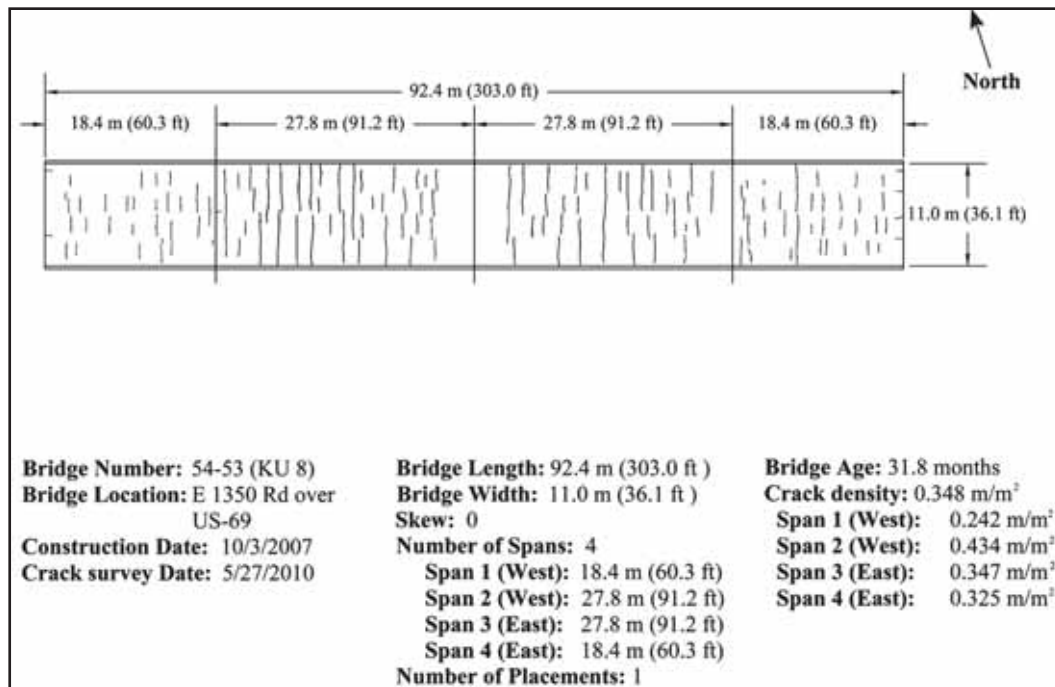 North
92.4 m (303.0 ft)
18.4 m (60.3 ft)
27.8 m (91.2 ft)
27.8 m (91.2 ft)
18.4 m (60.3 ft)
11.0 m (36.1 ft)
Bridge Number: 54-53 (KU 8)
Bridge Location: E 1350 Rd over
US-69
Construction Date: 10/3/2007
Crack survey Date: 5/27/2010
Bridge Length: 92.4 m (303.0 ft )
Bridge Width: 11.0 m (36.1 ft )
Skew: 0
Number of Spans: 4
Span 1 (West): 18.4 m (60.3 ft)
Span 2 (West): 27.8 m (91.2 ft)
Span 3 (East): 27.8 m (91.2 ft)
Span 4 (East): 18.4 m (60.3 ft)
Number of Placements: 1
Bridge Age: 31.8 months
Crack density: 0.348 m/m²
Span 1 (West): 0.242 m/m²
Span 2 (West): 0.434 m/m²
Span 3 (East): 0.347 m/m²
Span 4 (East): 0.325 m/m²